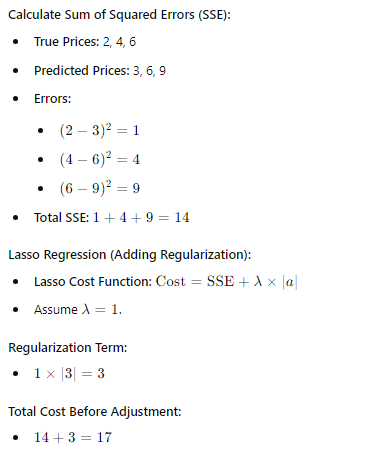 Calculate Sum of Squared Errors (SSE):
• True Prices: 2, 4, 6
• Predicted Prices: 3, 6, 9
• Errors:
• (2 − 3)² = 1
• (4 − 6)² = 4
• (6 − 9)² = 9
• Total SSE: 1 + 4 + 9 = 14
Lasso Regression (Adding Regularization):
• Lasso Cost Function: Cost = SSE + λ × |a|
• Assume λ = 1.
Regularization Term:
• 1 × |3| = 3
Total Cost Before Adjustment:
• 14 + 3 = 17